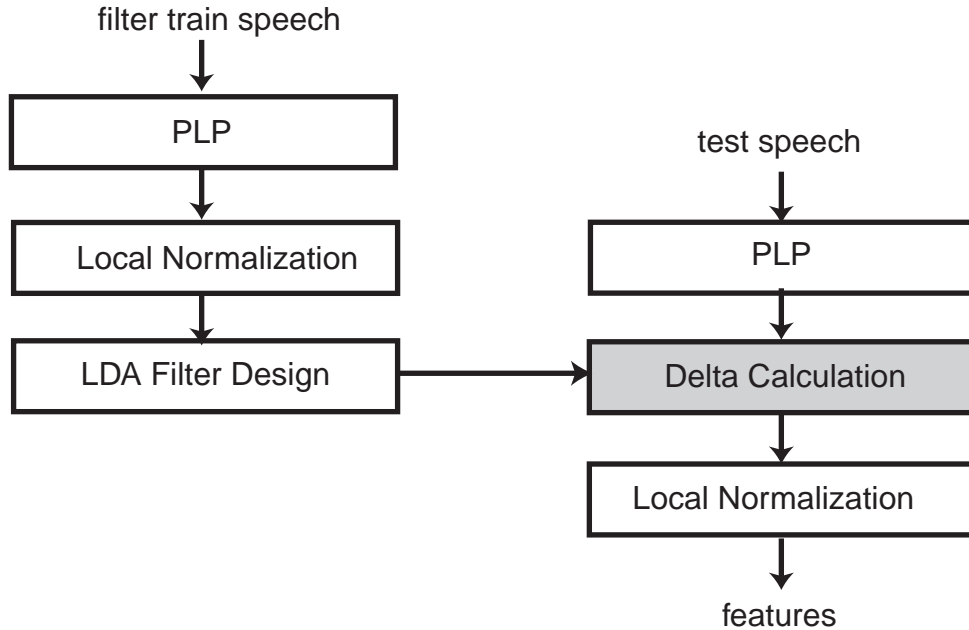 filter train speech
PLP
Local Normalization
LDA Filter Design
test speech
PLP
Delta Calculation
Local Normalization
features